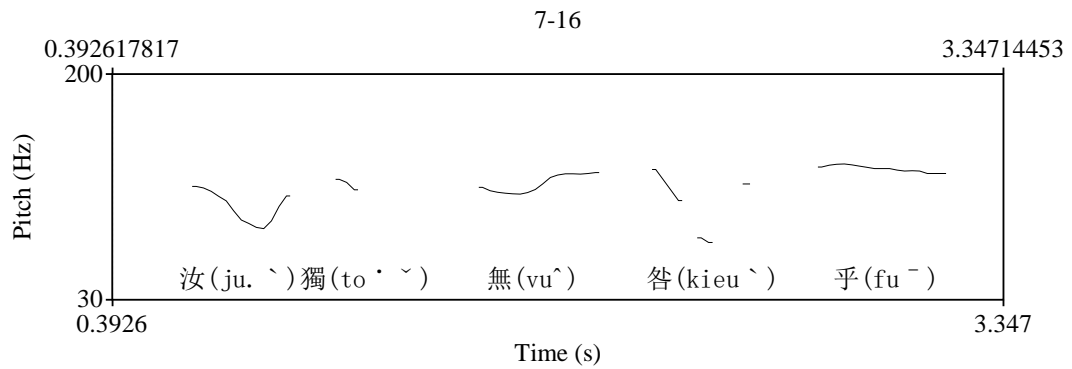 7-16
0.392617817 3.34714453
200
Pitch (Hz)
汝(ju. ˋ)獨(to˙ ˇ) 無(vuˆ) 咎(kieuˋ) 乎(fuˉ)
30
0.3926 3.347
Time (s)